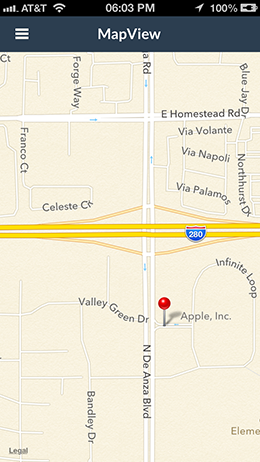 AT&T 06:03 PM 100%
MapView
Forge Way
Rd
Blue Jay Dr
E Homestead Rd
Franco Ct
Via Volante
Via Napoli
Northhurst Dr
Via Palamos
Celeste Ct
280
Infinite Loop
Valley Green Dr
Apple, Inc.
N De Anza Blvd
Bandley Dr
Eleme
Legal